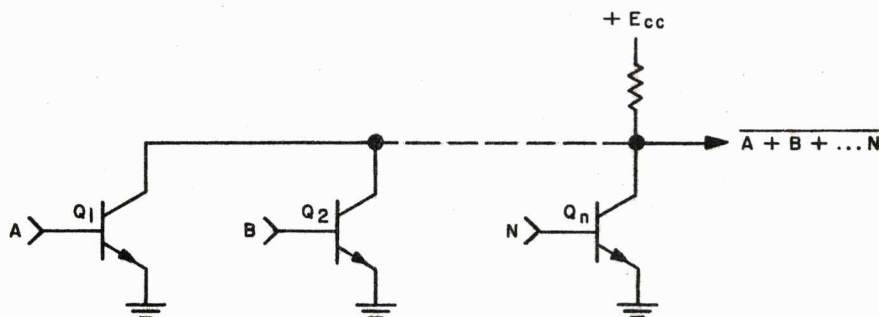 + Ecc
A + B + ... N
Q1
Q2
Qn
A
B
N